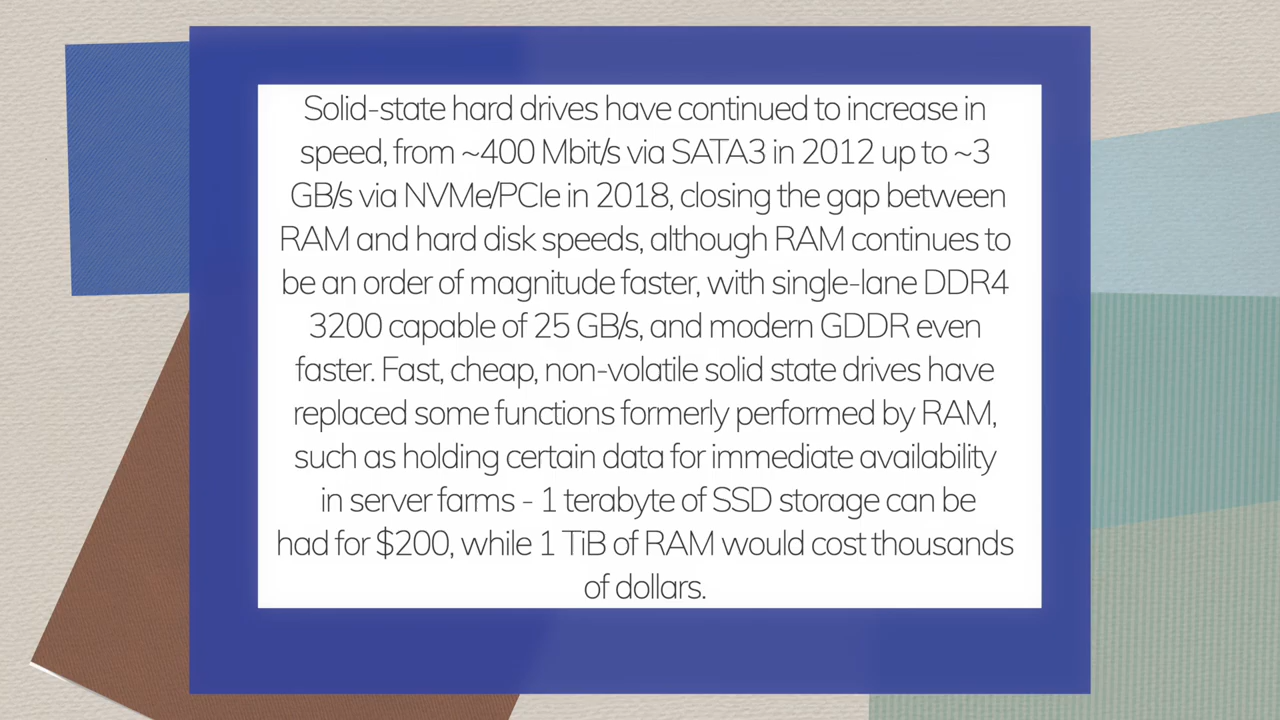 Solid-state hard drives have continued to increase in
speed, from ~400 Mbit/s via SATA3 in 2012 up to ~3
GB/s via NVMe/PCIe in 2018, closing the gap between
RAM and hard disk speeds, although RAM continues to
be an order of magnitude faster, with single-lane DDR4
3200 capable of 25 GB/s, and modern GDDR even
faster. Fast, cheap, non-volatile solid state drives have
replaced some functions formerly performed by RAM,
such as holding certain data for immediate availability
in server farms - 1 terabyte of SSD storage can be
had for $200, while 1 TiB of RAM would cost thousands
of dollars.